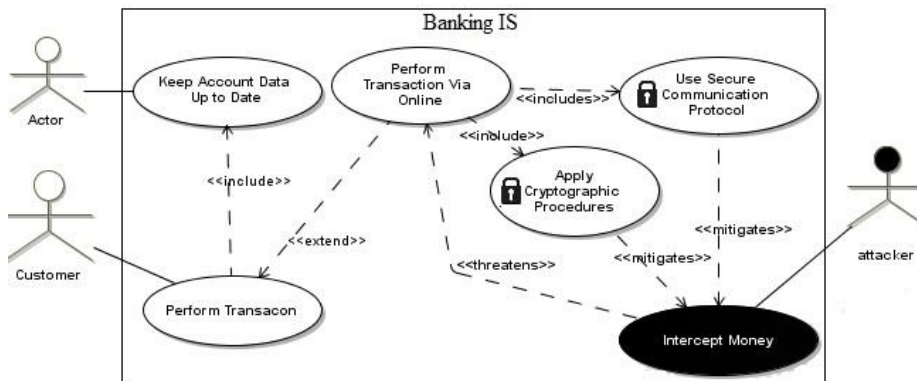 Banking IS
Keep Account Data
Up to Date
Perform
Transaction Via
Online
<<includes>>
Use Secure
Communication
Protocol
Actor
<<include>>
Apply
Cryptographic
Procedures
<<include>>
<<extend>>
<<mitigates>>
<<threatens>>
<<mitigates>>
attacker
Customer
Perform Transacon
Intercept Money